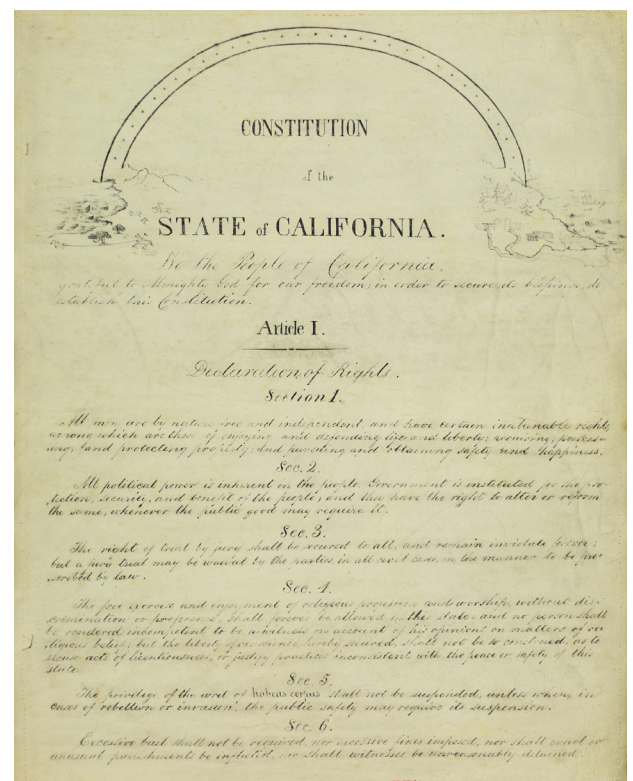 CONSTITUTION
of the
STATE of CALIFORNIA.
We the People of California,
grateful to Almighty God for our freedom, in order to secure its blessings, do
establish this Constitution.
Article I.
Declaration of Rights.
Section 1.
All men are by nature free and independent, and have certain inalienable rights,
among which are those of enjoying and defending life and liberty; acquiring, possess-
ing, and protecting property; and pursuing and obtaining safety and happiness.
Sec. 2.
All political power is inherent in the people. Government is instituted for the pro-
tection, security, and benefit of the people; and they have the right to alter or reform
the same, whenever the public good may require it.
Sec. 3.
The right of trial by jury shall be secured to all, and remain inviolate forever;
but a jury trial may be waived by the parties, in all civil cases, in the manner to be pre-
scribed by law.
Sec. 4.
The free exercise and enjoyment of religious profession and worship, without dis-
crimination or preference, shall forever be allowed in this state; and no person shall
be rendered incompetent to be a witness on account of his opinions on matters of re-
ligious belief; but the liberty of conscience, hereby secured, shall not be so construed, as to
excuse acts of licentiousness, or justify practices inconsistent with the peace or safety of this
state.
Sec. 5.
The privilege of the writ of habeas corpus shall not be suspended, unless when, in
cases of rebellion or invasion, the public safety may require its suspension.
Sec. 6.
Excessive bail shall not be required, nor excessive fines imposed, nor shall cruel or
unusual punishments be inflicted, nor shall witnesses be unreasonably detained.